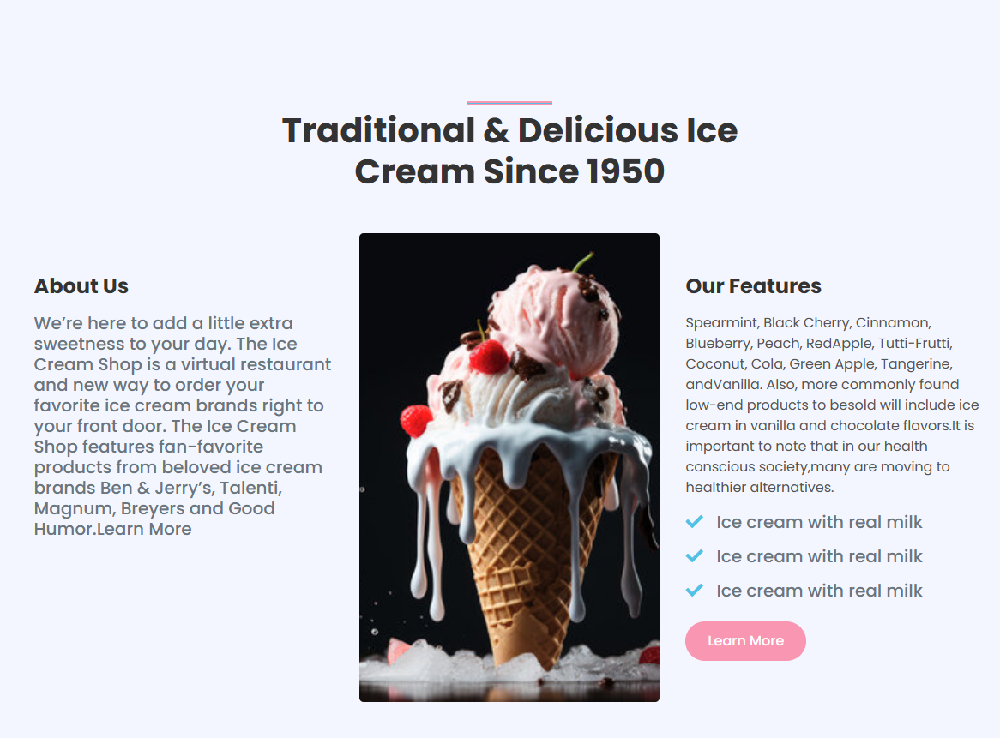 Traditional & Delicious Ice
Cream Since 1950
About Us
We’re here to add a little extra
sweetness to your day. The Ice
Cream Shop is a virtual restaurant
and new way to order your
favorite ice cream brands right to
your front door. The Ice Cream
Shop features fan-favorite
products from beloved ice cream
brands Ben & Jerry’s, Talenti,
Magnum, Breyers and Good
Humor.Learn More
Our Features
Spearmint, Black Cherry, Cinnamon,
Blueberry, Peach, RedApple, Tutti-Frutti,
Coconut, Cola, Green Apple, Tangerine,
andVanilla. Also, more commonly found
low-end products to besold will include ice
cream in vanilla and chocolate flavors.It is
important to note that in our health
conscious society,many are moving to
healthier alternatives.
Ice cream with real milk
Ice cream with real milk
Ice cream with real milk
Learn More